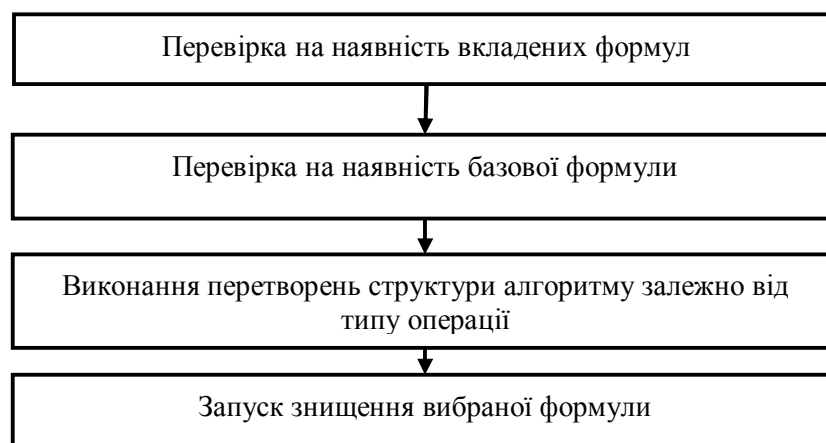 Перевірка на наявність вкладених формул
Перевірка на наявність базової формули
Виконання перетворень структури алгоритму залежно від
типу операції
Запуск знищення вибраної формули